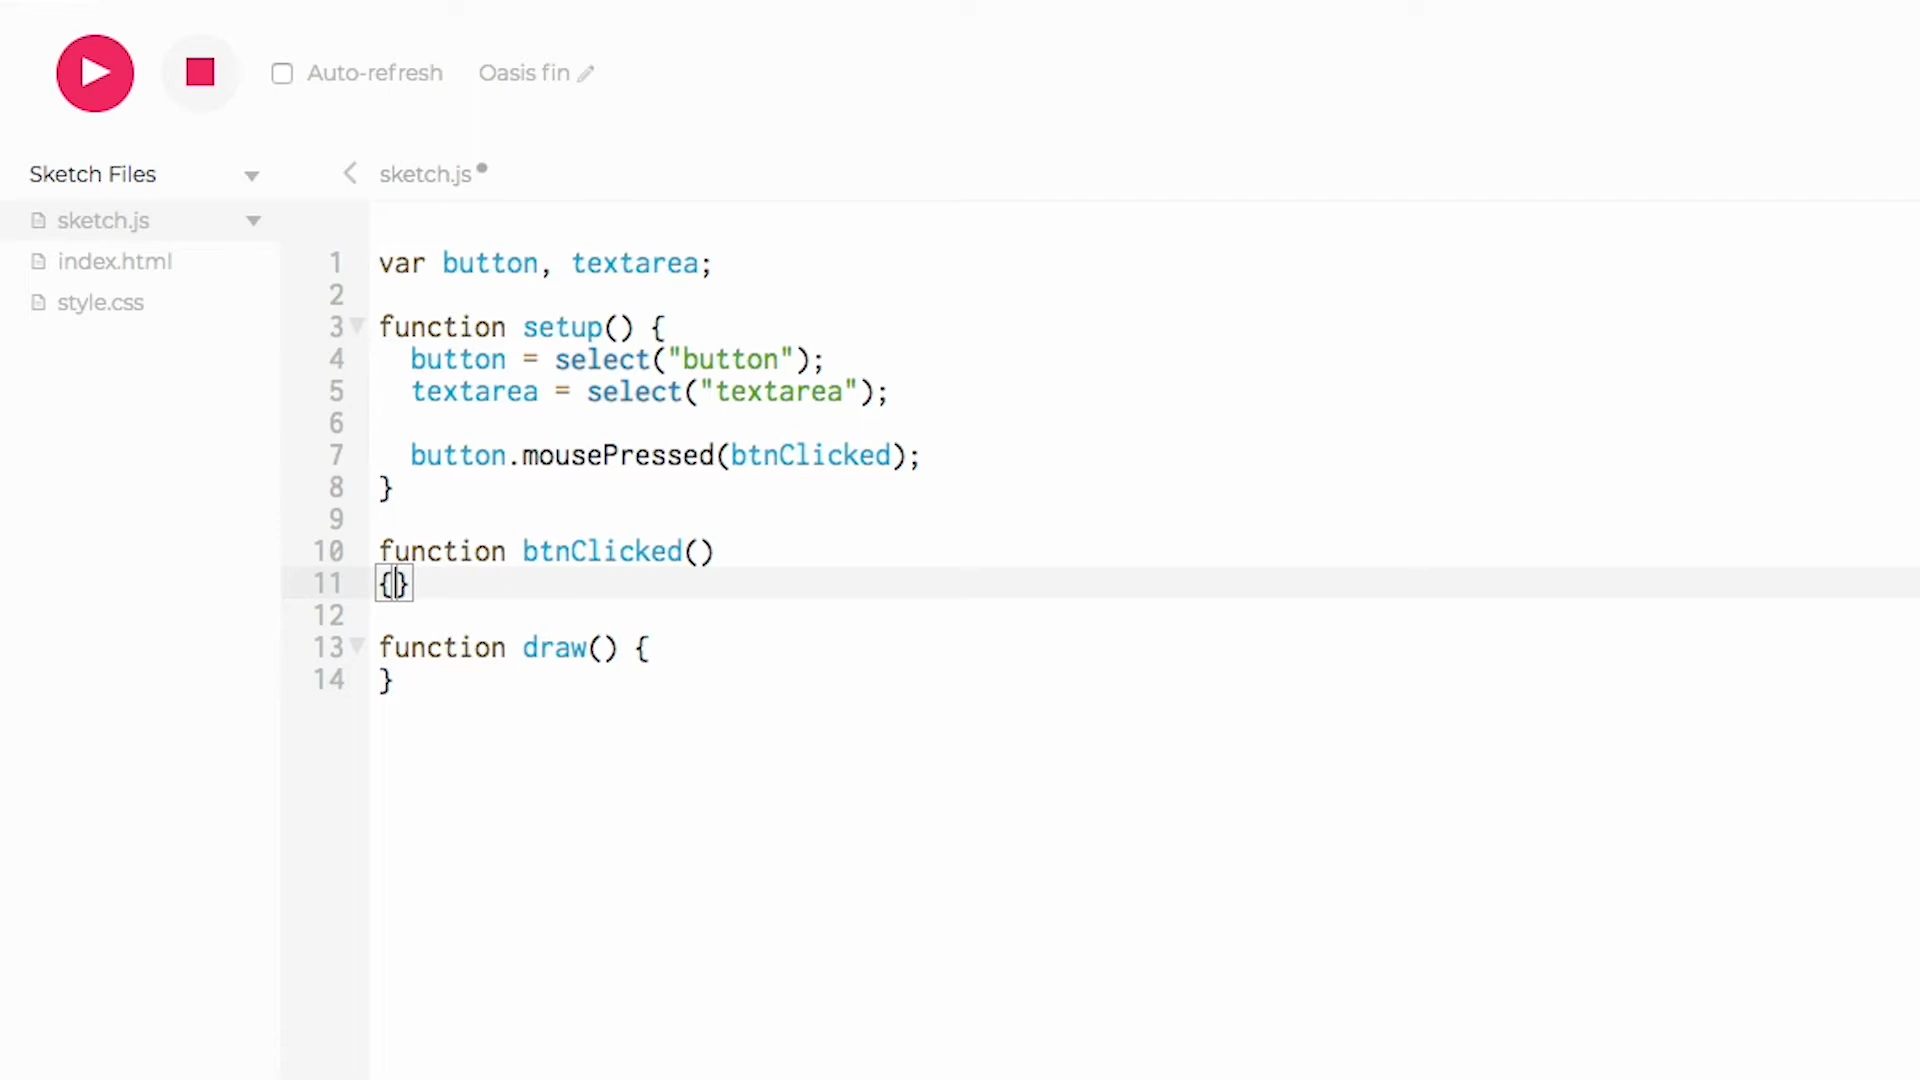 Auto-refresh Oasis fin
Sketch Files
sketch.js
sketch.js
index.html
style.css
1 var button, textarea;
2
3 function setup() {
4 button = select("button");
5 textarea = select("textarea");
6
7 button.mousePressed(btnClicked);
8 }
9
10 function btnClicked()
11 {}
12
13 function draw() {
14 }